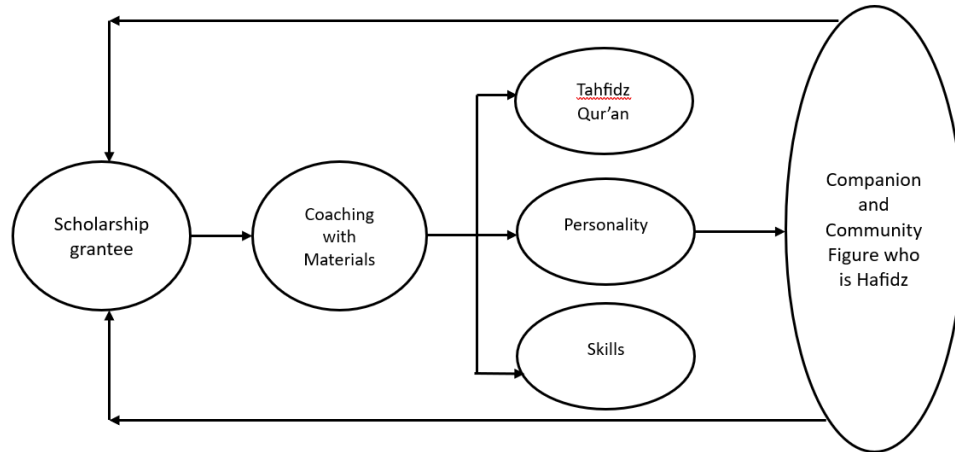 Scholarship
grantee
Coaching
with
Materials
Tahfidz
Qur’an
Personality
Skills
Companion
and
Community
Figure who
is Hafidz